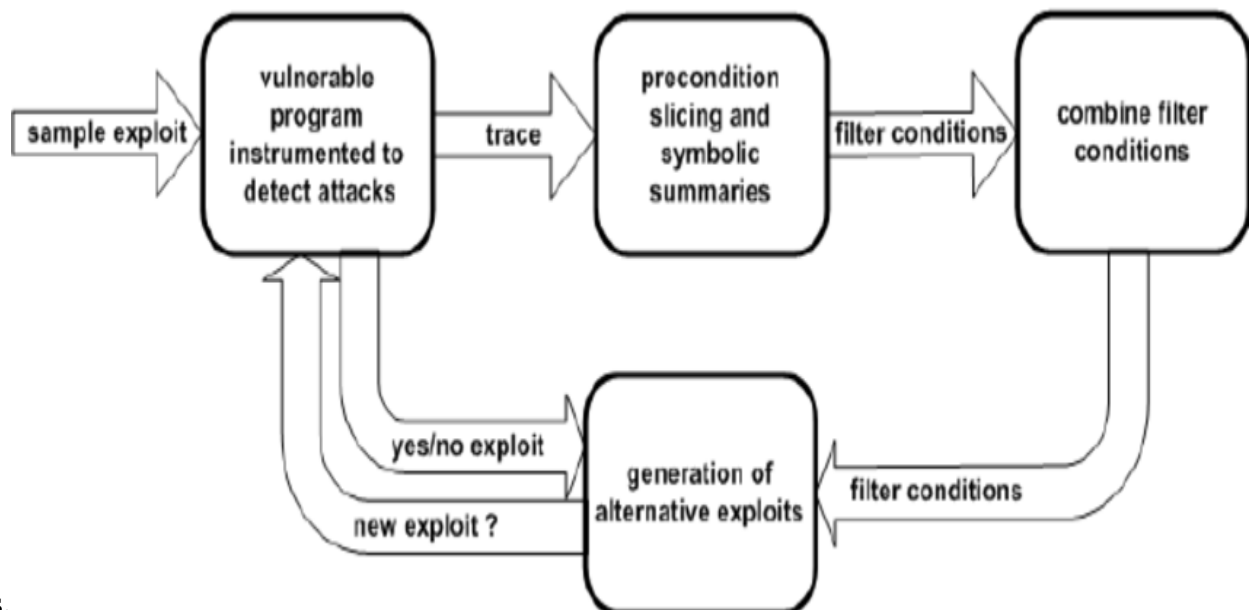 vulnerable
program
instrumented to
detect attacks
sample exploit
trace
precondition
slicing and
symbolic
summaries
filter conditions
combine filter
conditions
yes/no exploit
new exploit ?
generation of
alternative exploits
filter conditions